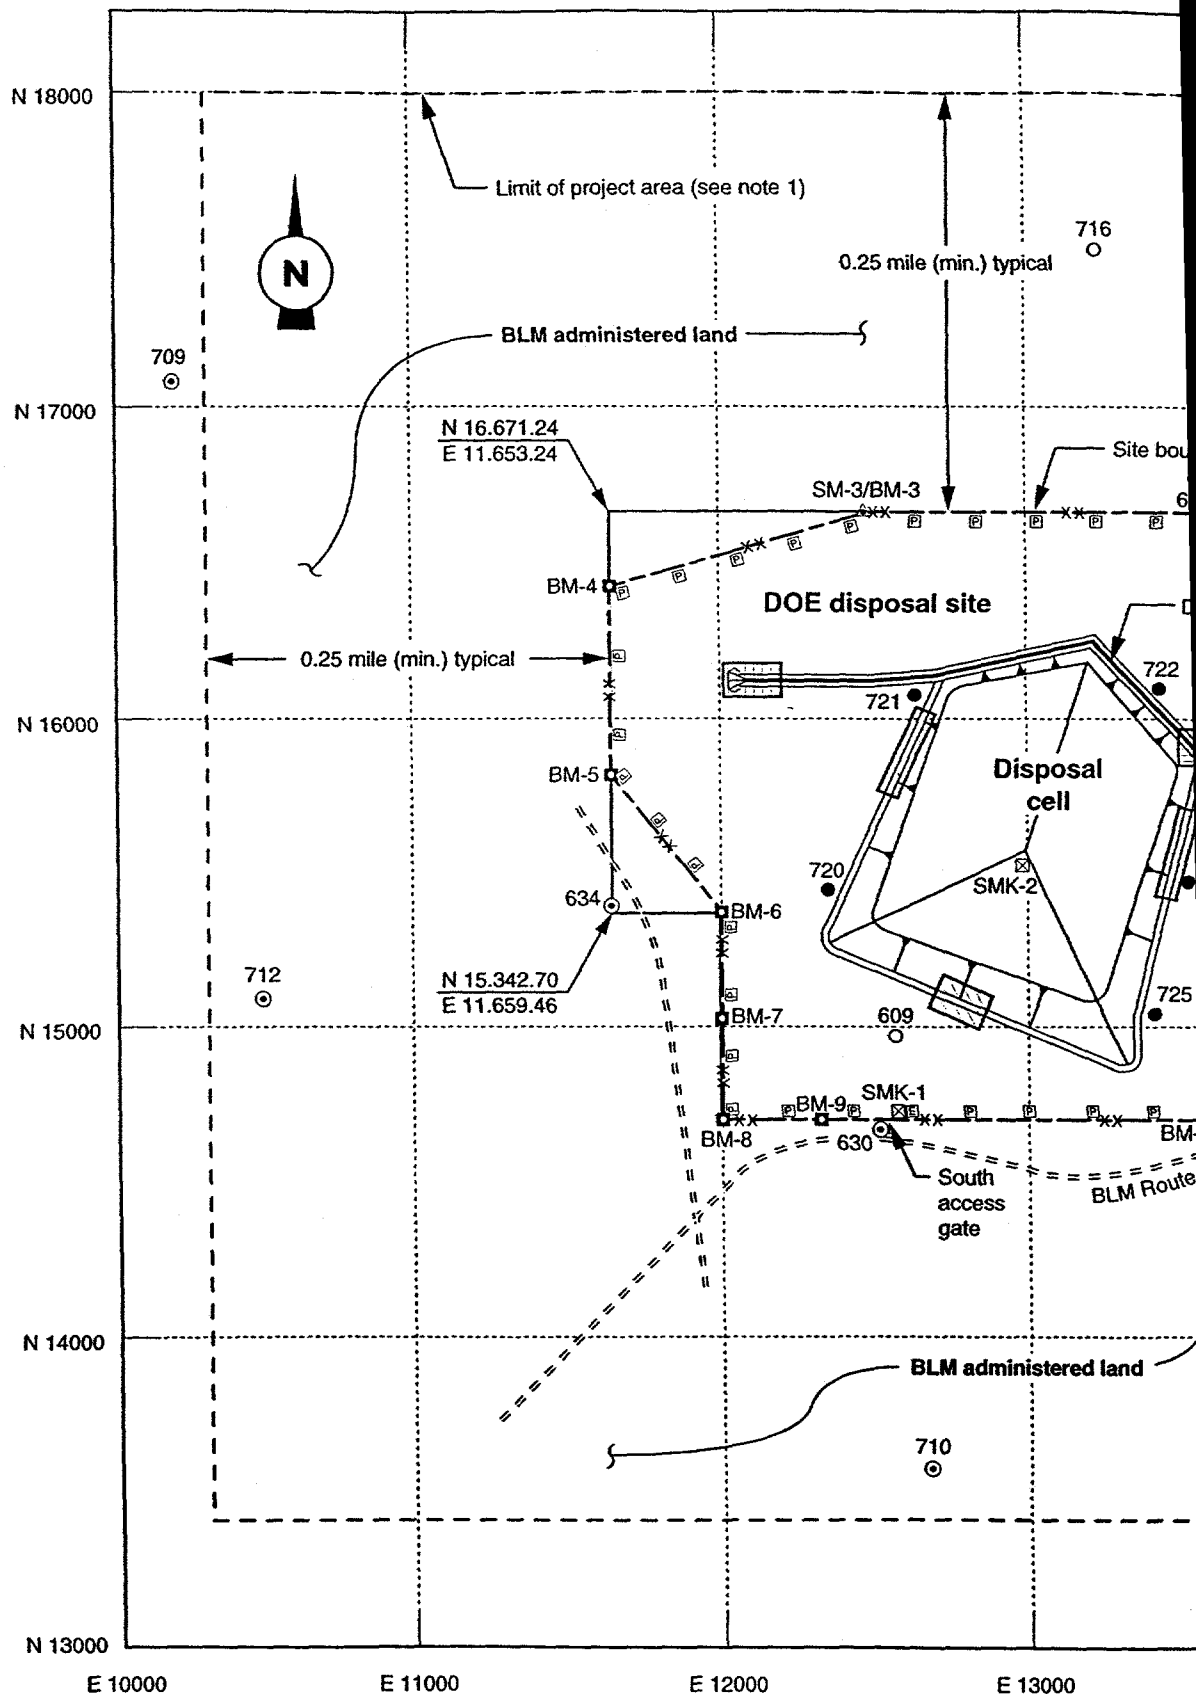 N 18000
Limit of project area (see note 1)
716
0.25 mile (min.) typical
N
BLM administered land
709
N 17000
N 16.671.24
E 11.653.24
Site bou
SM-3/BM-3
6
P P P P P
P P P P
P
BM-4
DOE disposal site
P
0.25 mile (min.) typical
722
721
N 16000
P
BM-5
P
Disposal
cell
P
P
720
SMK-2
634
BM-6
P
712
N 15.342.70
E 11.659.46
P
725
N 15000
BM-7
609
P
SMK-1
P P BM-9 P P P P P P
BM-8
630
BM-
South
access
gate
BLM Route
N 14000
BLM administered land
710
N 13000
E 10000 E 11000 E 12000 E 13000